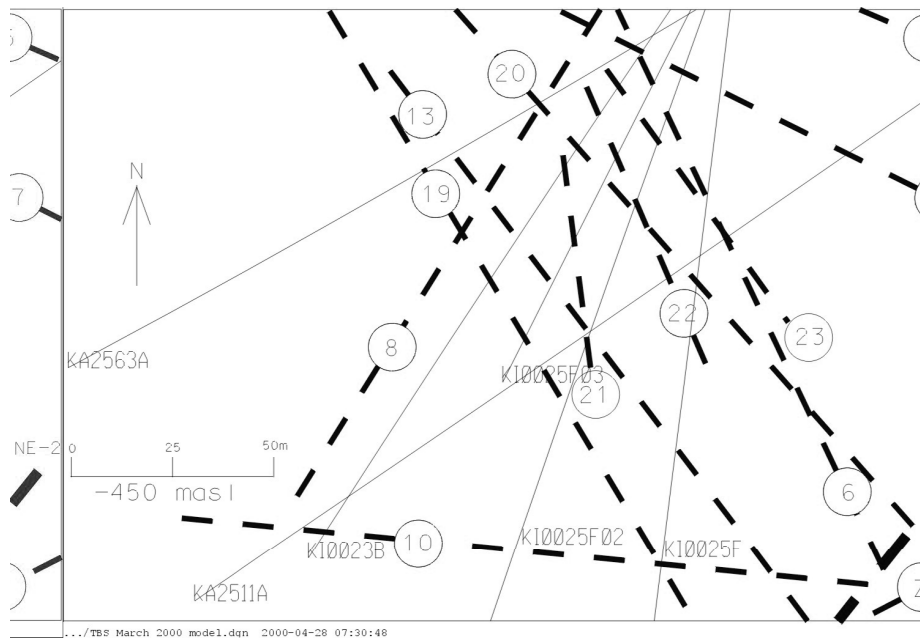 20
13
N
7
19
22
23
8
KA2563A
KI0025F03
21
NE-2
0 25 50m
-450 masl
6
10
KI0025F02
KI0025F
KI0023B
KA2511A
.../TBS March 2000 model.dgn 2000-04-28 07:30:48